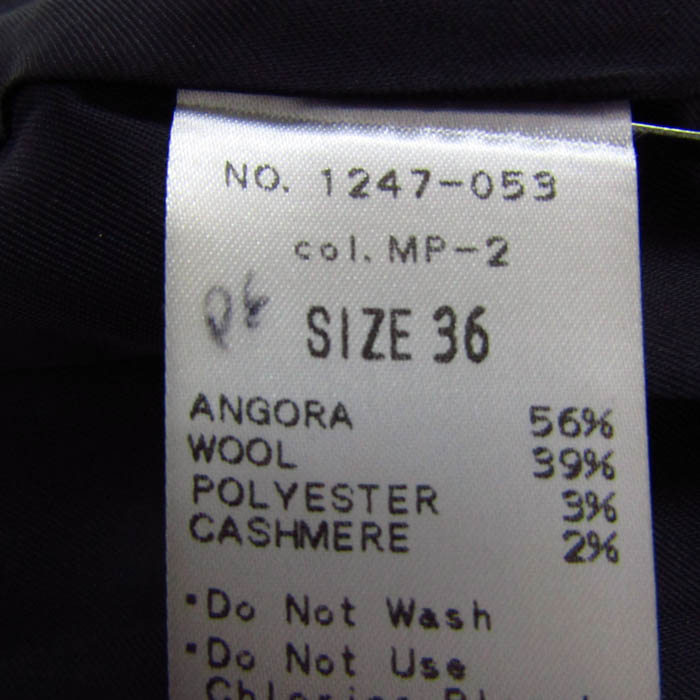 NO. 1247-053
col. MP-2
SIZE 36
ANGORA 56%
WOOL 39%
POLYESTER 3%
CASHMERE 2%
·Do Not Wash
·Do Not Use